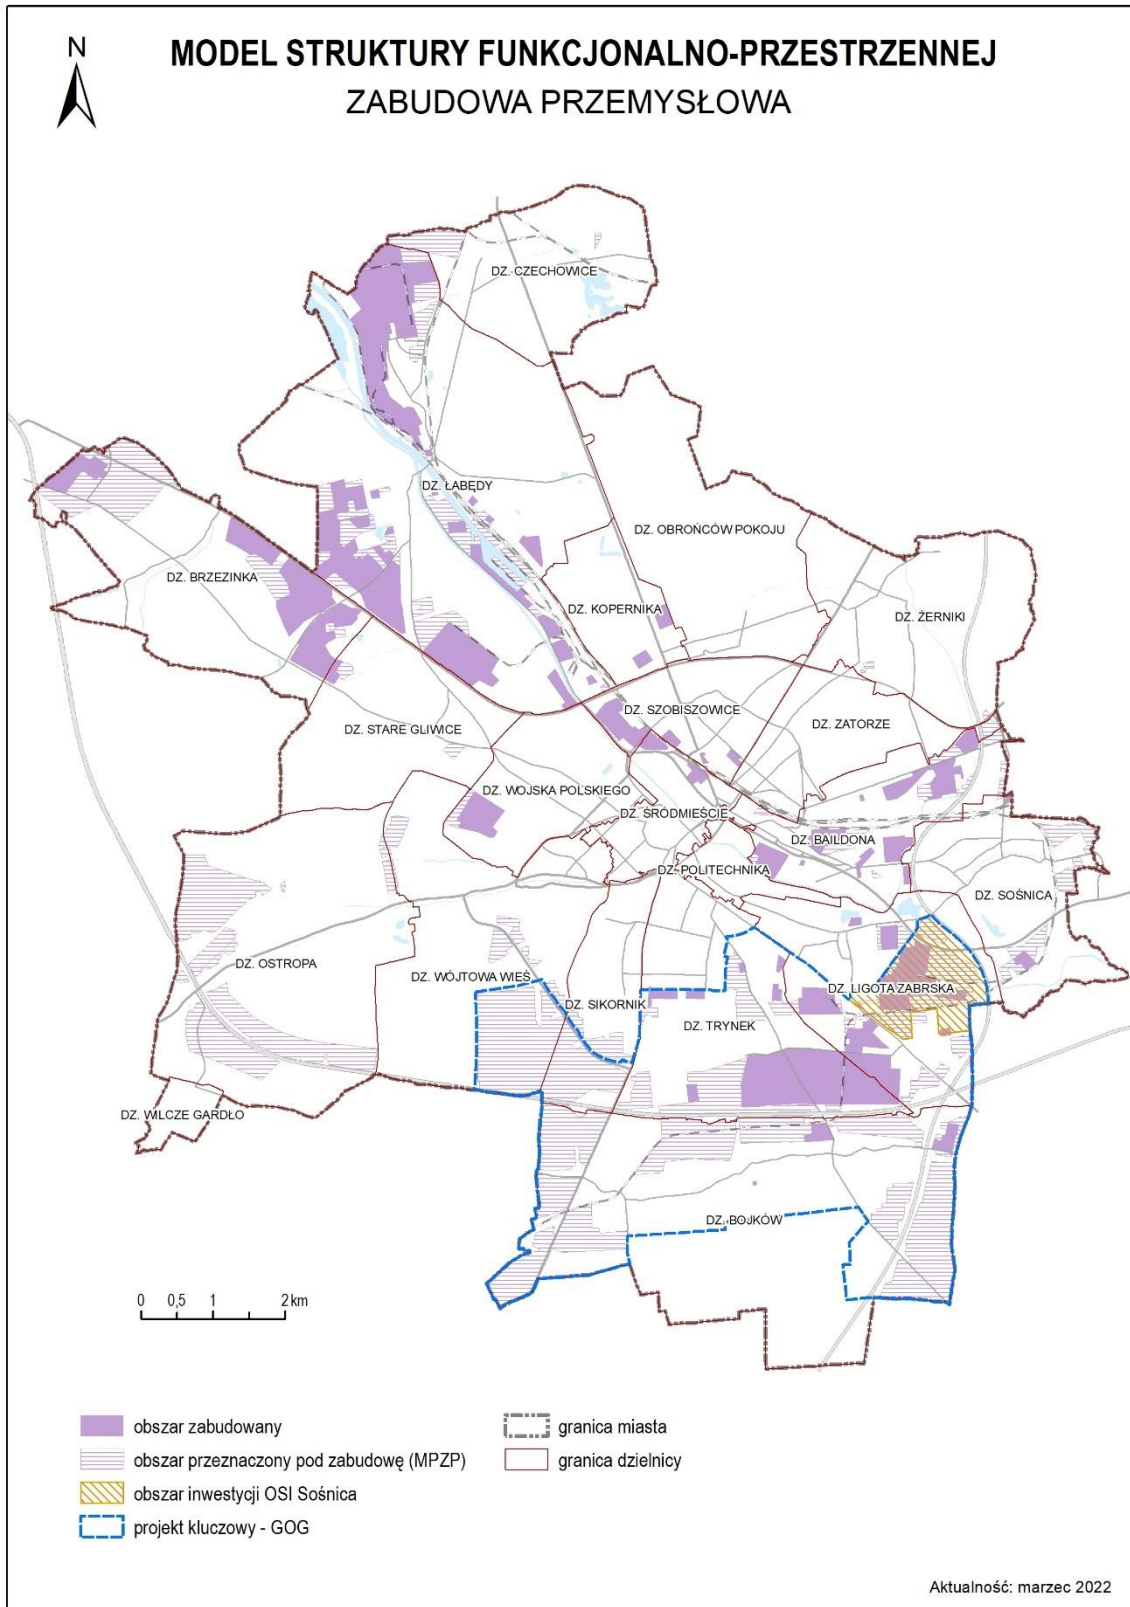 N
MODEL STRUKTURY FUNKCJONALNO-PRZESTRZENNEJ
ZABUDOWA PRZEMYSŁOWA
DZ. CZECHOWICE
DZ. ŁABĘDY
DZ. OBROŃCÓW POKOJU
DZ. BRZEZINKA
DZ. KOPERNIKA
DZ. ŻERNIKI
DZ. SZOBISZOWICE
DZ. ZATORZE
DZ. STARE GLIWICE
DZ. WOJSKA POLSKIEGO
DZ. ŚRÓDMIEŚCIE
DZ. BAILDONA
DZ. POLITECHNIKA
DZ. SOŚNICA
DZ. OSTROPA
DZ. WÓJTOWA WIEŚ
DZ. LIGOTA ZABRSKA
DZ. SIKORNIK
DZ. TRYNEK
DZ. WILCZE GARDŁO
DZ. BOJKÓW
0 0,5 1 2 km
obszar zabudowany
obszar przeznaczony pod zabudowę (MPZP)
obszar inwestycji OSI Sośnica
projekt kluczowy - GOG
granica miasta
granica dzielnicy
Aktualność: marzec 2022